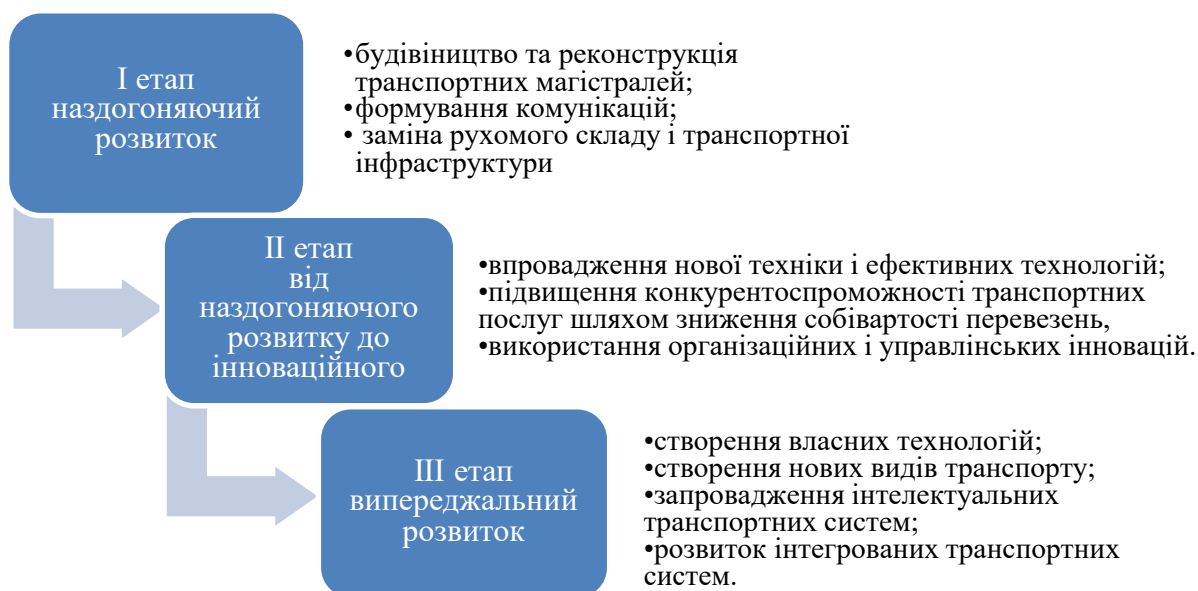 І етап
наздогоняючий
розвиток
•будівіництво та реконструкція
транспортних магістралей;
•формування комунікацій;
• заміна рухомого складу і транспортної
інфраструктури
ІІ етап
від
наздогоняючого
розвитку до
інноваційного
•впровадження нової техніки і ефективних технологій;
•підвищення конкурентоспроможності транспортних
послуг шляхом зниження собівартості перевезень,
•використання організаційних і управлінських інновацій.
ІІІ етап
випереджальний
розвиток
•створення власних технологій;
•створення нових видів транспорту;
•запровадження інтелектуальних
транспортних систем;
•розвиток інтегрованих транспортних
систем.